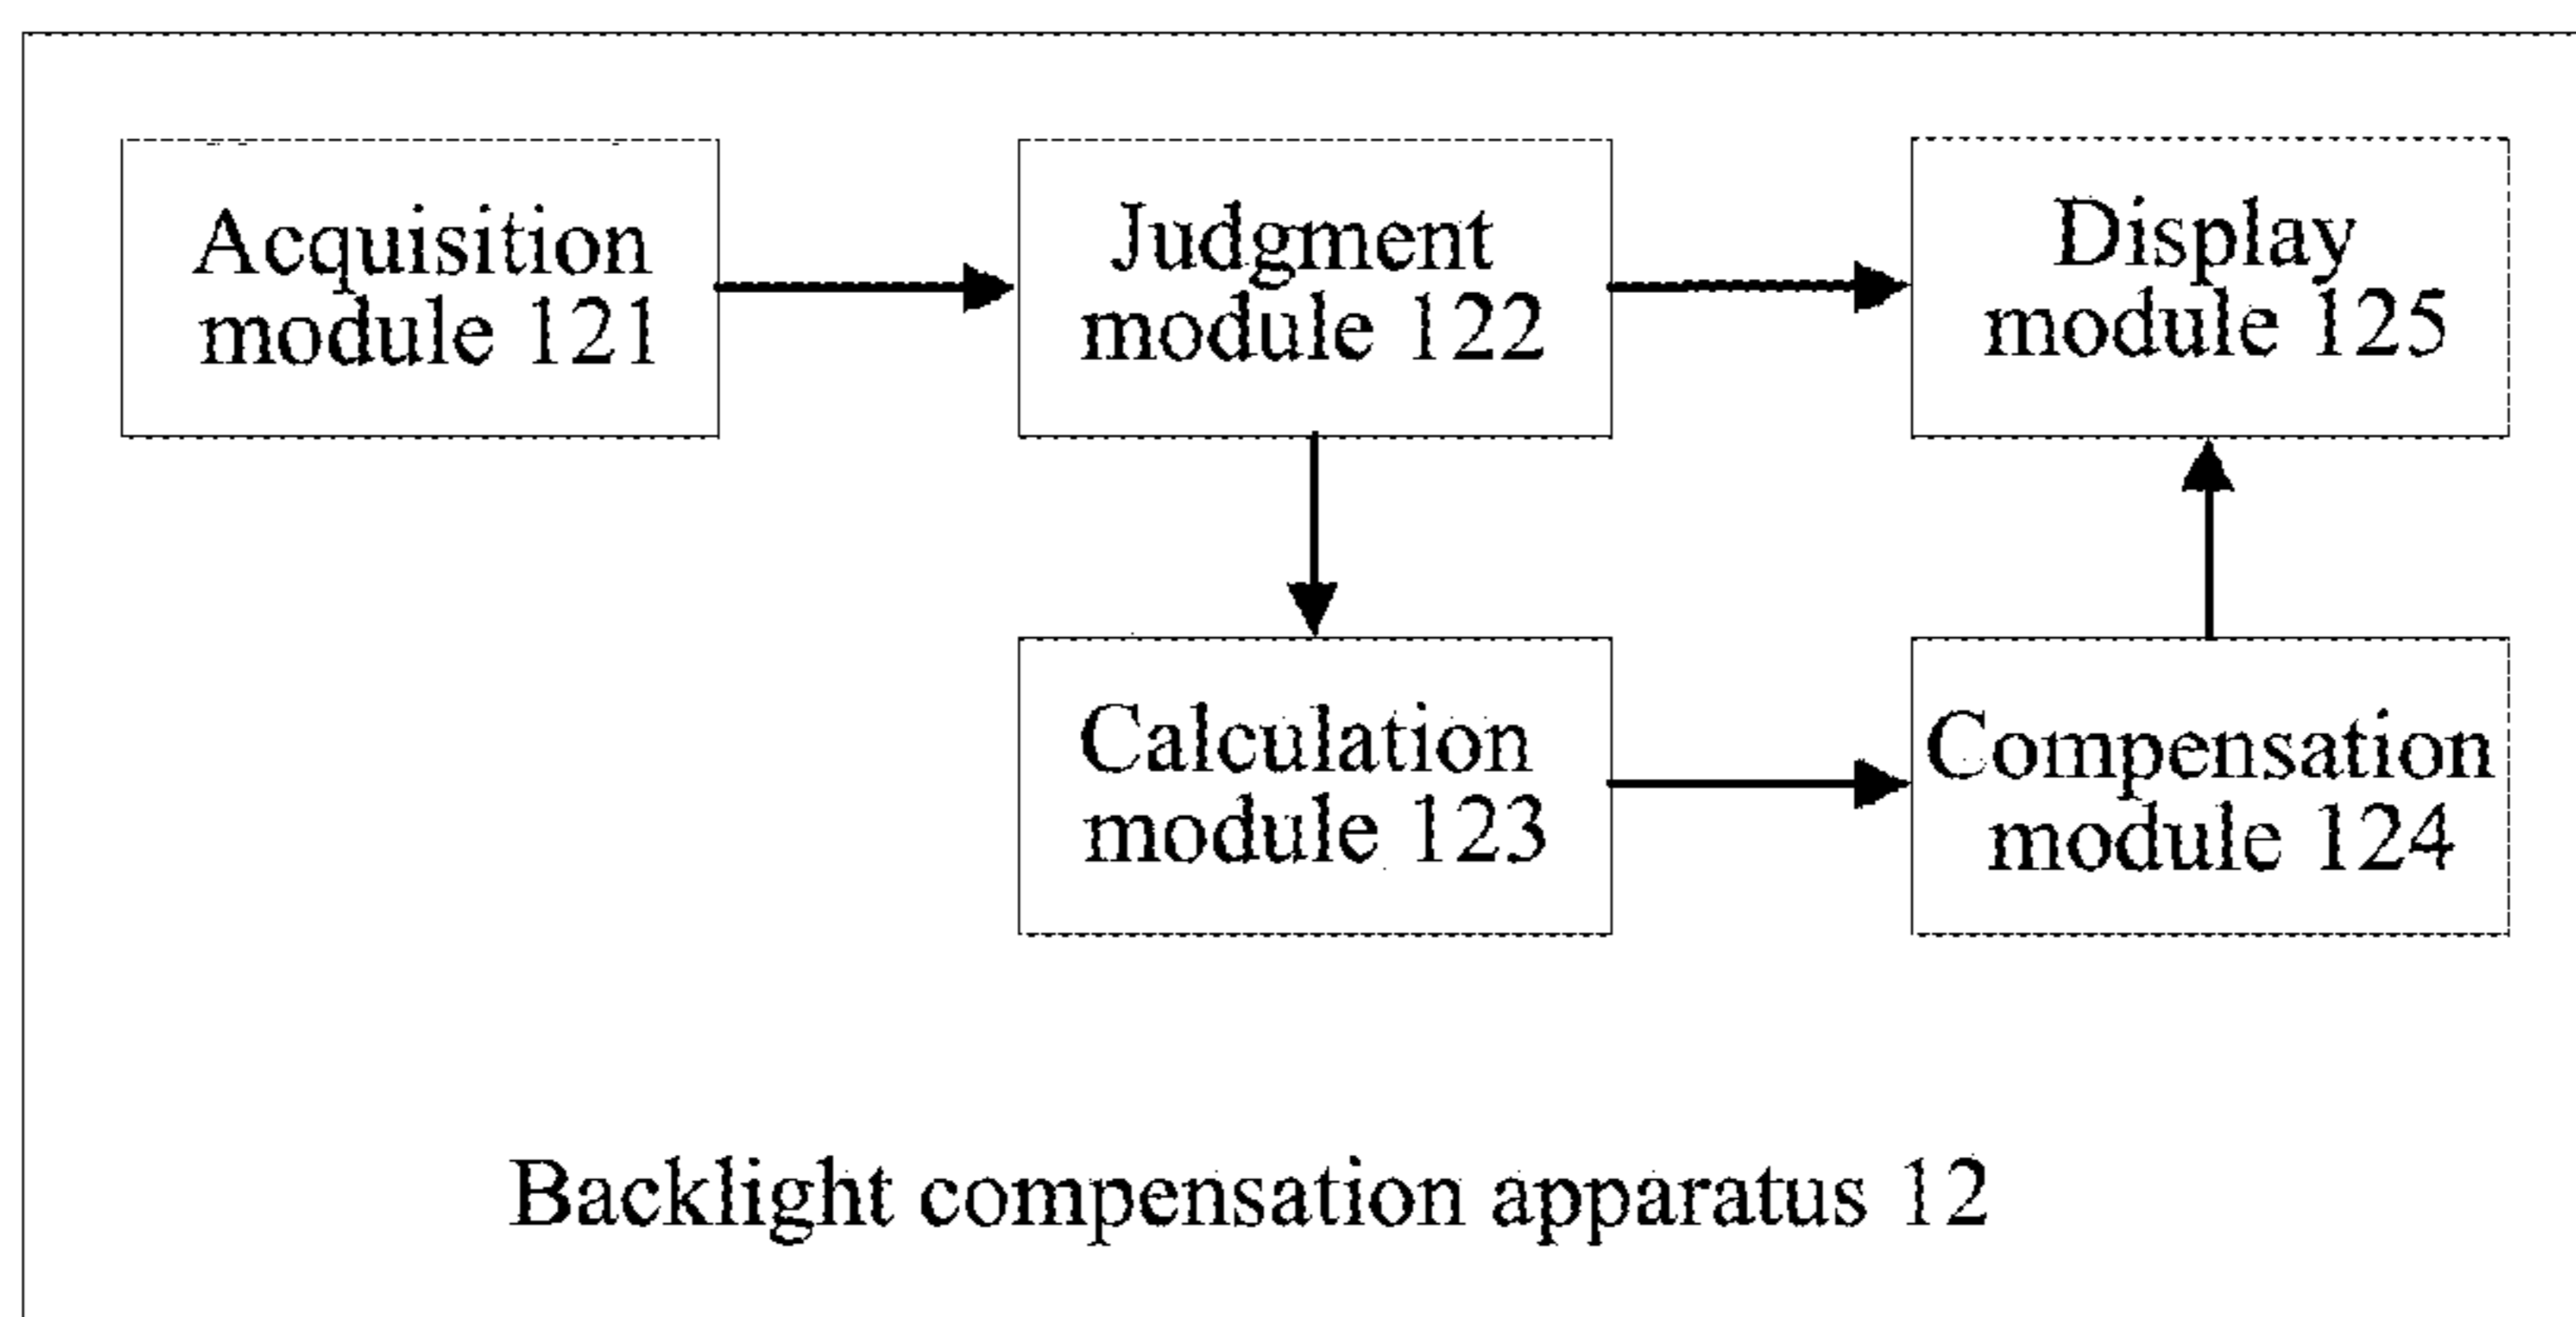 Acquisition
module 121
Judgment
module 122
Display
module 125
Calculation
module 123
Compensation
module 124
Backlight compensation apparatus 12